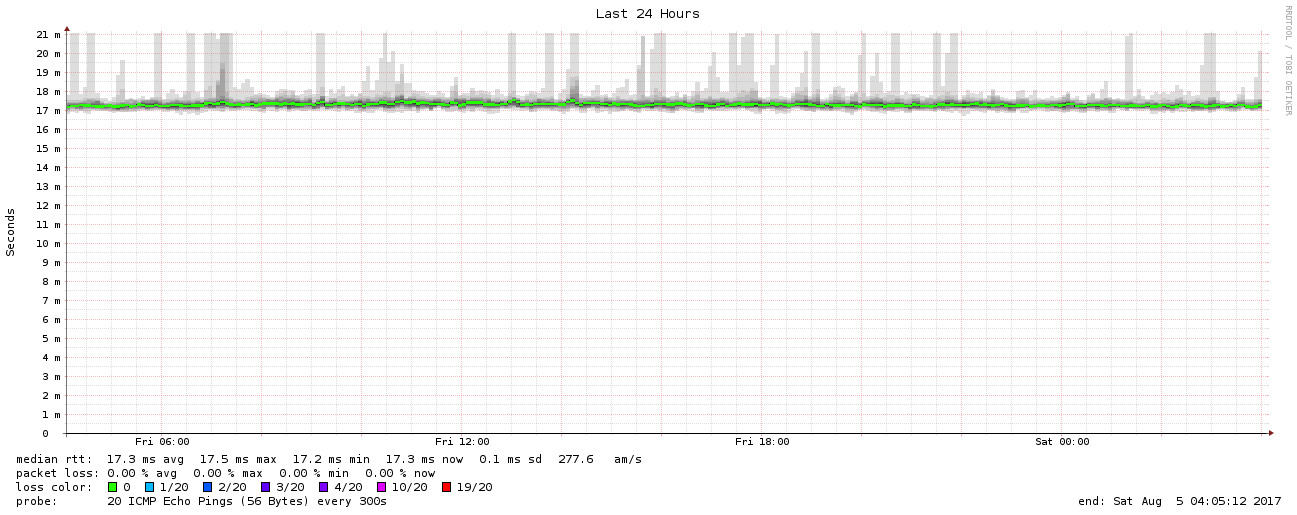 Last 24 Hours
RRDTOOL / TOBI OETIKER
21 m
20 m
19 m
18 m
17 m
16 m
15 m
14 m
13 m
12 m
11 m
10 m
9 m
8 m
7 m
6 m
5 m
4 m
3 m
2 m
1 m
0
Seconds
Fri 06:00 Fri 12:00 Fri 18:00 Sat 00:00
median rtt: 17.3 ms avg 17.5 ms max 17.2 ms min 17.3 ms now 0.1 ms sd 277.6 am/s
packet loss: 0.00 % avg 0.00 % max 0.00 % min 0.00 % now
loss color: 0 1/20 2/20 3/20 4/20 10/20 19/20
probe: 20 ICMP Echo Pings (56 Bytes) every 300s end: Sat Aug 5 04:05:12 2017